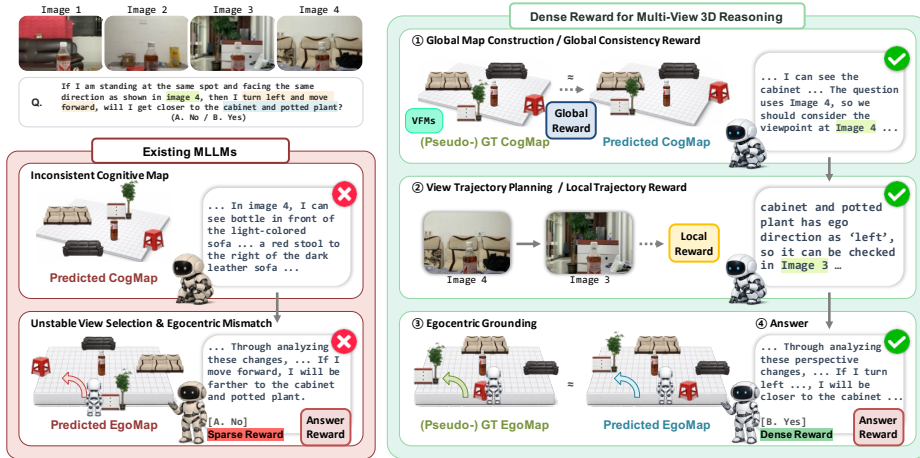 Image 1
Image 2
Image 3
Image 4
Q.
If I am standing at the same spot and facing the same
direction as shown in image 4, then I turn left and move
forward, will I get closer to the cabinet and potted plant?
(A. No / B. Yes)
Existing MLLMs
Inconsistent Cognitive Map
Predicted CogMap
... In image 4, I can
see bottle in front of
the light-colored
sofa ... a red stool to
the right of the dark
leather sofa ...
Unstable View Selection & Egocentric Mismatch
Predicted EgoMap
... Through analyzing
these changes, ... If I
move forward, I will be
farther to the cabinet
and potted plant.
[A. No]
Sparse Reward
Answer
Reward
Dense Reward for Multi-View 3D Reasoning
① Global Map Construction / Global Consistency Reward
≈
VFMs
Global
Reward
(Pseudo-) GT CogMap
Predicted CogMap
... I can see the
cabinet ... The question
uses Image 4, so we
should consider the
viewpoint at Image 4 ...
② View Trajectory Planning / Local Trajectory Reward
Image 4
Image 3
Local
Reward
cabinet and potted
plant has ego
direction as ‘left’,
so it can be checked
in Image 3 …
③ Egocentric Grounding
≈
(Pseudo-) GT EgoMap
Predicted EgoMap
④ Answer
... Through analyzing
these perspective
changes, ... If I turn
left ..., I will be
closer to the cabinet ...
[B. Yes]
Dense Reward
Answer
Reward